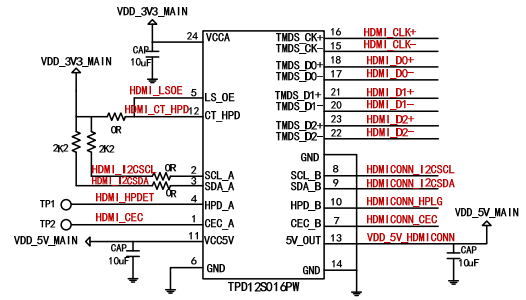 VDD_3V3_MAIN
24 VCCA
CAP
10uF
VDD_3V3_MAIN
HDMI_LSOE
5 LS_OE
HDMI_CT_HPD
12 CT_HPD
0R
2K2 2K2
HDMI_I2CSCL 0R
2 SCL_A
HDMI_I2CSDA 0R
3 SDA_A
TP1 HDMI_HPDET 4 HPD_A
TP2 HDMI_CEC 1 CEC_A
VDD_5V_MAIN 11 VCC5V
CAP
10uF
6 GND
TMDS_CK+ 16 HDMI_CLK+
TMDS_CK- 15 HDMI_CLK-
TMDS_D0+ 18 HDMI_D0+
TMDS_D0- 17 HDMI_D0-
TMDS_D1+ 21 HDMI_D1+
TMDS_D1- 20 HDMI_D1-
TMDS_D2+ 23 HDMI_D2+
TMDS_D2- 22 HDMI_D2-
GND
SCL_B 8 HDMICONN_I2CSCL
SDA_B 9 HDMICONN_I2CSDA
HPD_B 10 HDMICONN_HPLG
CEC_B 7 HDMICONN_CEC
VDD_5V_MAIN
5V_OUT 13 VDD_5V_HDMICONN
CAP
10uF
GND 14
TPD12S016PW